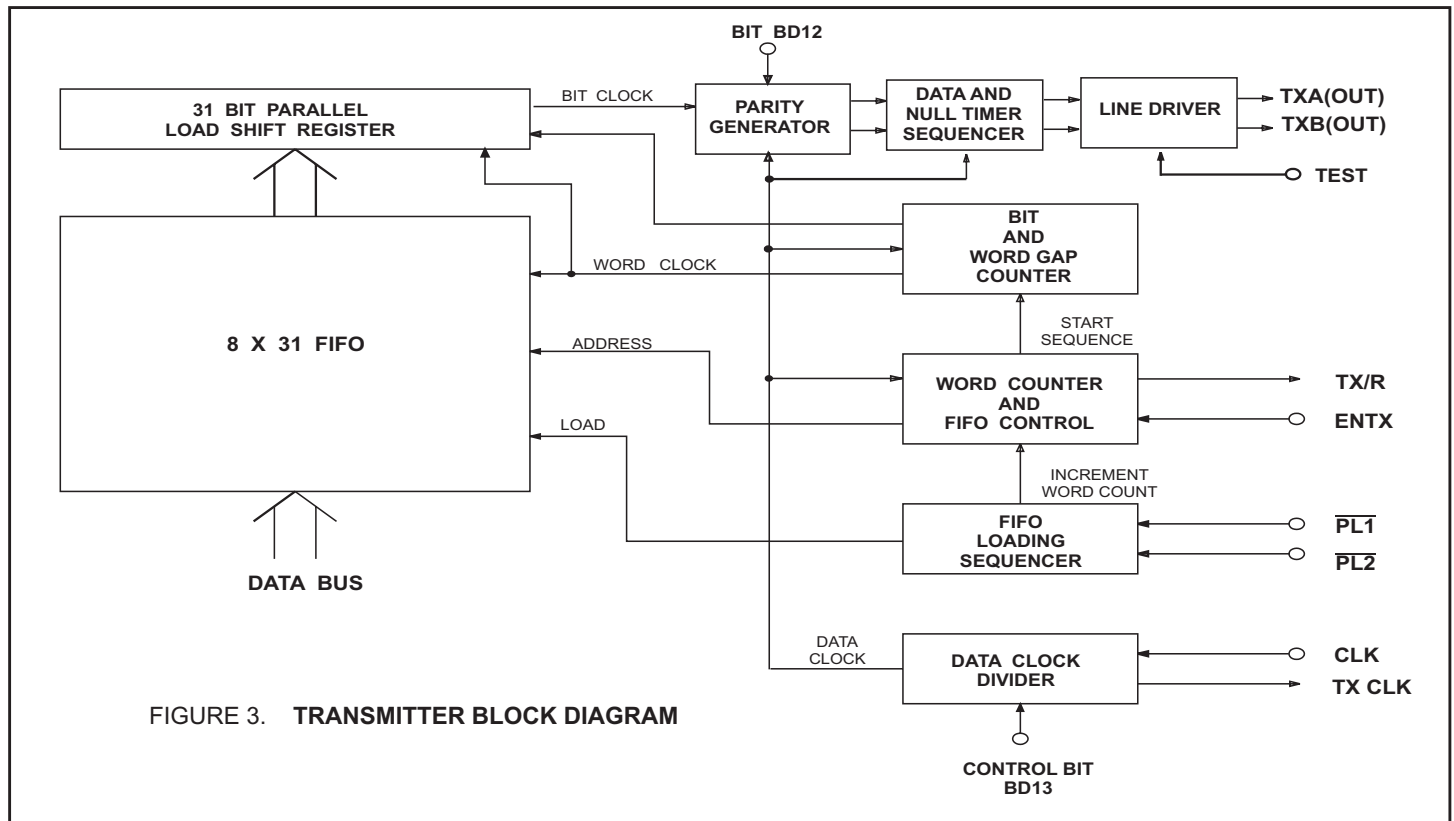 BIT BD12
31 BIT PARALLEL
LOAD SHIFT REGISTER
BIT CLOCK
PARITY
GENERATOR
DATA AND
NULL TIMER
SEQUENCER
LINE DRIVER
TXA(OUT)
TXB(OUT)
TEST
BIT
AND
WORD GAP
COUNTER
WORD CLOCK
START
SEQUENCE
8 X 31 FIFO
ADDRESS
WORD COUNTER
AND
FIFO CONTROL
TX/R
ENTX
LOAD
INCREMENT
WORD COUNT
FIFO
LOADING
SEQUENCER
P̅L̅1̅
P̅L̅2̅
DATA BUS
DATA
CLOCK
DATA CLOCK
DIVIDER
CLK
TX CLK
FIGURE 3. TRANSMITTER BLOCK DIAGRAM
CONTROL BIT
BD13